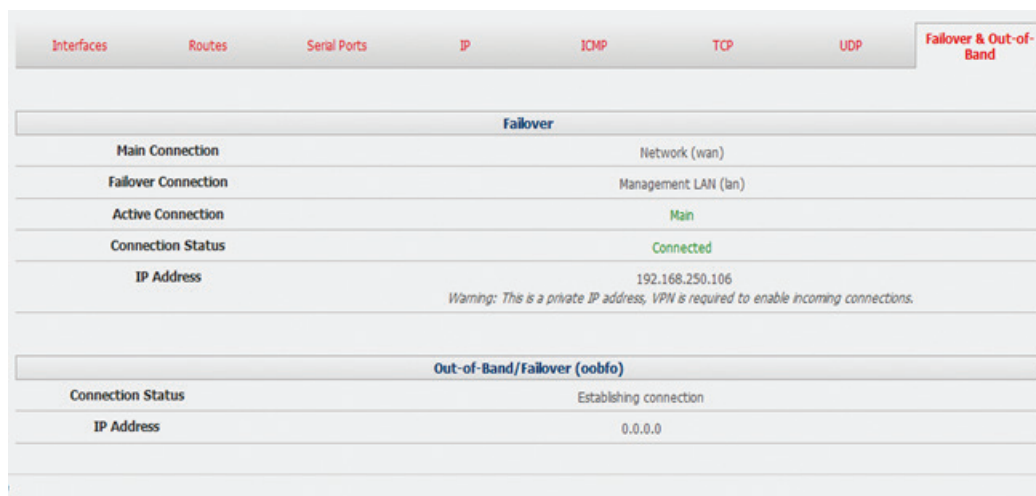 Interfaces Routes Serial Ports IP ICMP TCP UDP Failover & Out-of-
Band
Failover
Main Connection Network (wan)
Failover Connection Management LAN (lan)
Active Connection Main
Connection Status Connected
IP Address 192.168.250.106
Warning: This is a private IP address, VPN is required to enable incoming connections.
Out-of-Band/Failover (oobfo)
Connection Status Establishing connection
IP Address 0.0.0.0